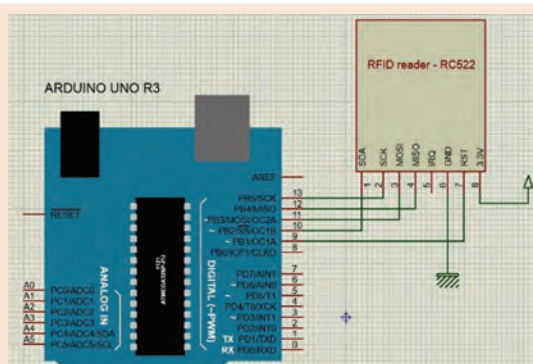 RFID reader - RC522
ARDUINO UNO R3
SDA
SCK
MOSI
MISO
IRQ
GND
RST
3.3V
1
2
3
4
5
6
7
8
AREF
RESET
PB5/SCK 13
PB4/MISO 12
~PB3/MOSI/OC2A 11
~ PB2/SS/OC1B 10
~ PB1/OC1A 9
PB0/ICP1/CLKO 8
PD7/AIN1 7
~ PD6/AIN0 6
~ PD5/T1 5
PD4/T0/XCK 4
~ PD3/INT1 3
PD2/INT0 2
TX PD1/TXD 1
RX PD0/RXD 0
DIGITAL (~PWM)
ANALOG IN
A0 PC0/ADC0
A1 PC1/ADC1
A2 PC2/ADC2
A3 PC3/ADC3
A4 PC4/ADC4/SDA
A5 PC5/ADC5/SCL